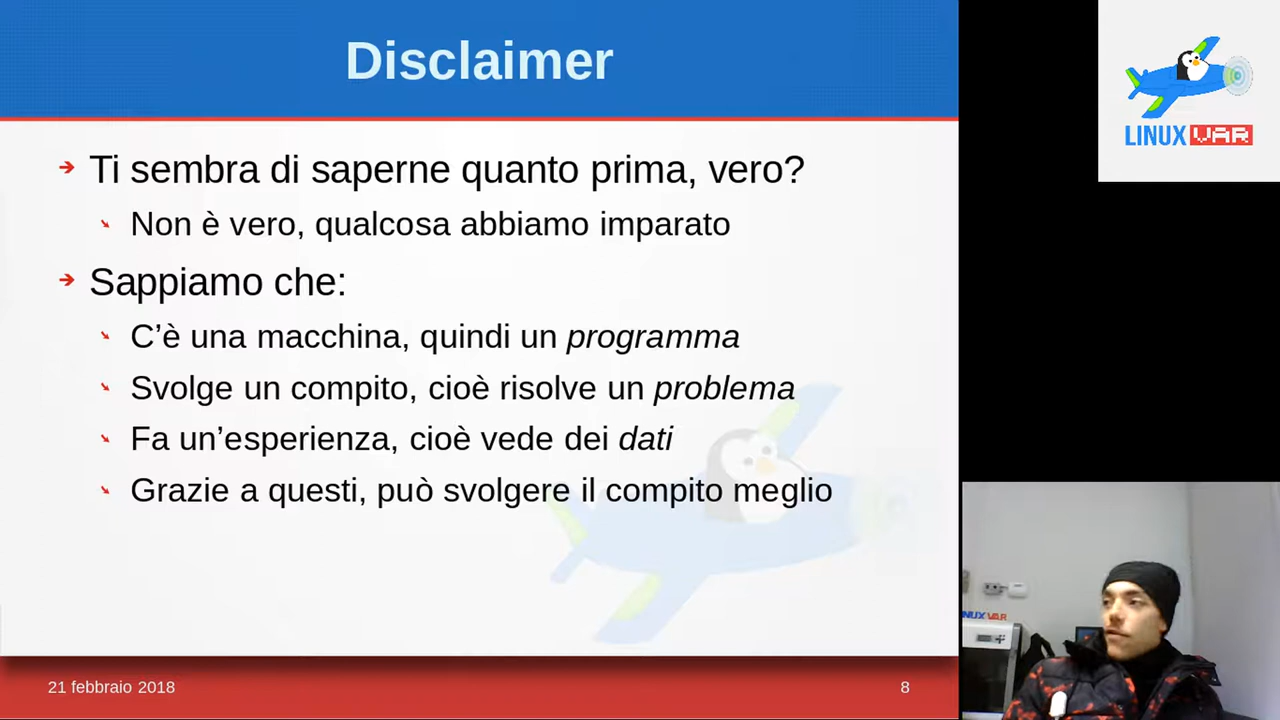 Disclaimer
Ti sembra di saperne quanto prima, vero?
Non è vero, qualcosa abbiamo imparato
Sappiamo che:
C’è una macchina, quindi un programma
Svolge un compito, cioè risolve un problema
Fa un’esperienza, cioè vede dei dati
Grazie a questi, può svolgere il compito meglio
21 febbraio 2018
8
LINUX VAR
NUX VAR